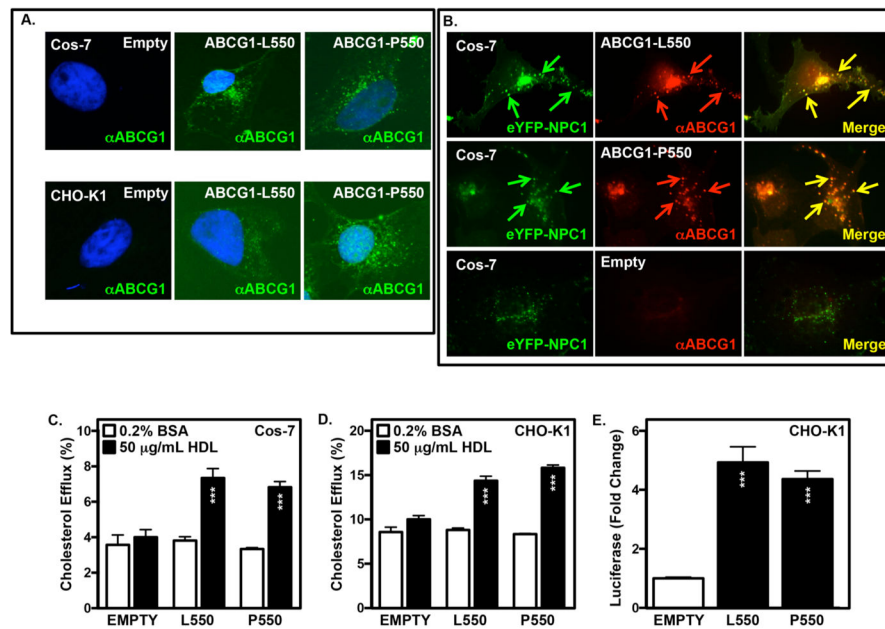 A.
Cos-7 Empty ABCG1-L550 ABCG1-P550
αABCG1 αABCG1 αABCG1
CHO-K1 Empty ABCG1-L550 ABCG1-P550
αABCG1 αABCG1 αABCG1
B.
Cos-7 ABCG1-L550
eYFP-NPC1 αABCG1 Merge
Cos-7 ABCG1-P550
eYFP-NPC1 αABCG1 Merge
Cos-7 Empty
eYFP-NPC1 αABCG1 Merge
C.
Cholesterol Efflux (%)
8
6
4
2
0
0.2% BSA
50 μg/mL HDL
Cos-7
***
***
EMPTY L550 P550
D.
Cholesterol Efflux (%)
20
15
10
5
0
0.2% BSA
50 μg/mL HDL
CHO-K1
***
***
EMPTY L550 P550
E.
Luciferase (Fold Change)
6
4
2
0
CHO-K1
***
***
EMPTY L550 P550